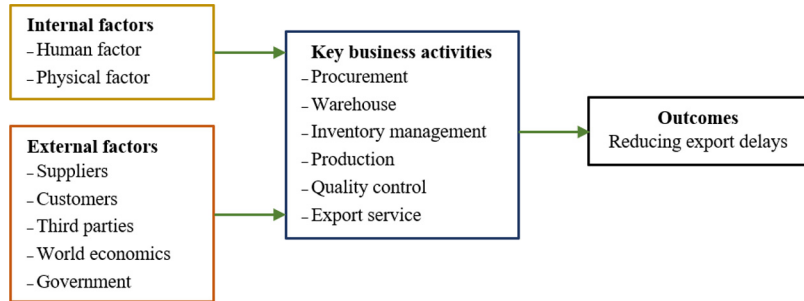 Internal factors
– Human factor
– Physical factor
External factors
– Suppliers
– Customers
– Third parties
– World economics
– Government
Key business activities
– Procurement
– Warehouse
– Inventory management
– Production
– Quality control
– Export service
Outcomes
Reducing export delays